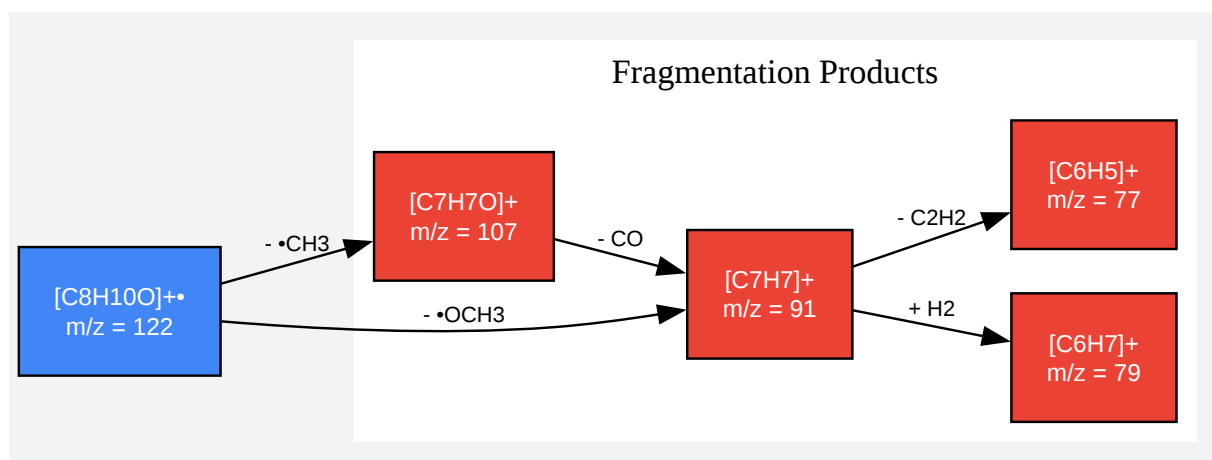 Fragmentation Products
[C8H10O]+•
m/z = 122
- •CH3
[C7H7O]+
m/z = 107
- CO
- •OCH3
[C7H7]+
m/z = 91
- C2H2
[C6H5]+
m/z = 77
+ H2
[C6H7]+
m/z = 79